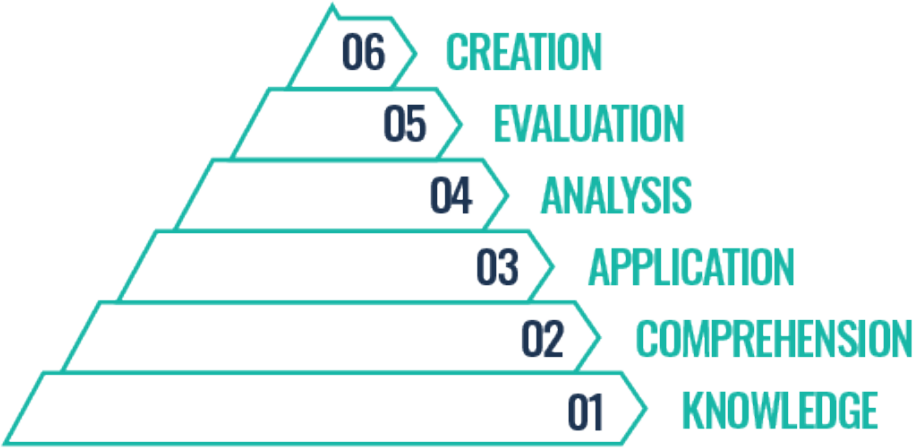 06 CREATION
05 EVALUATION
04 ANALYSIS
03 APPLICATION
02 COMPREHENSION
01 KNOWLEDGE